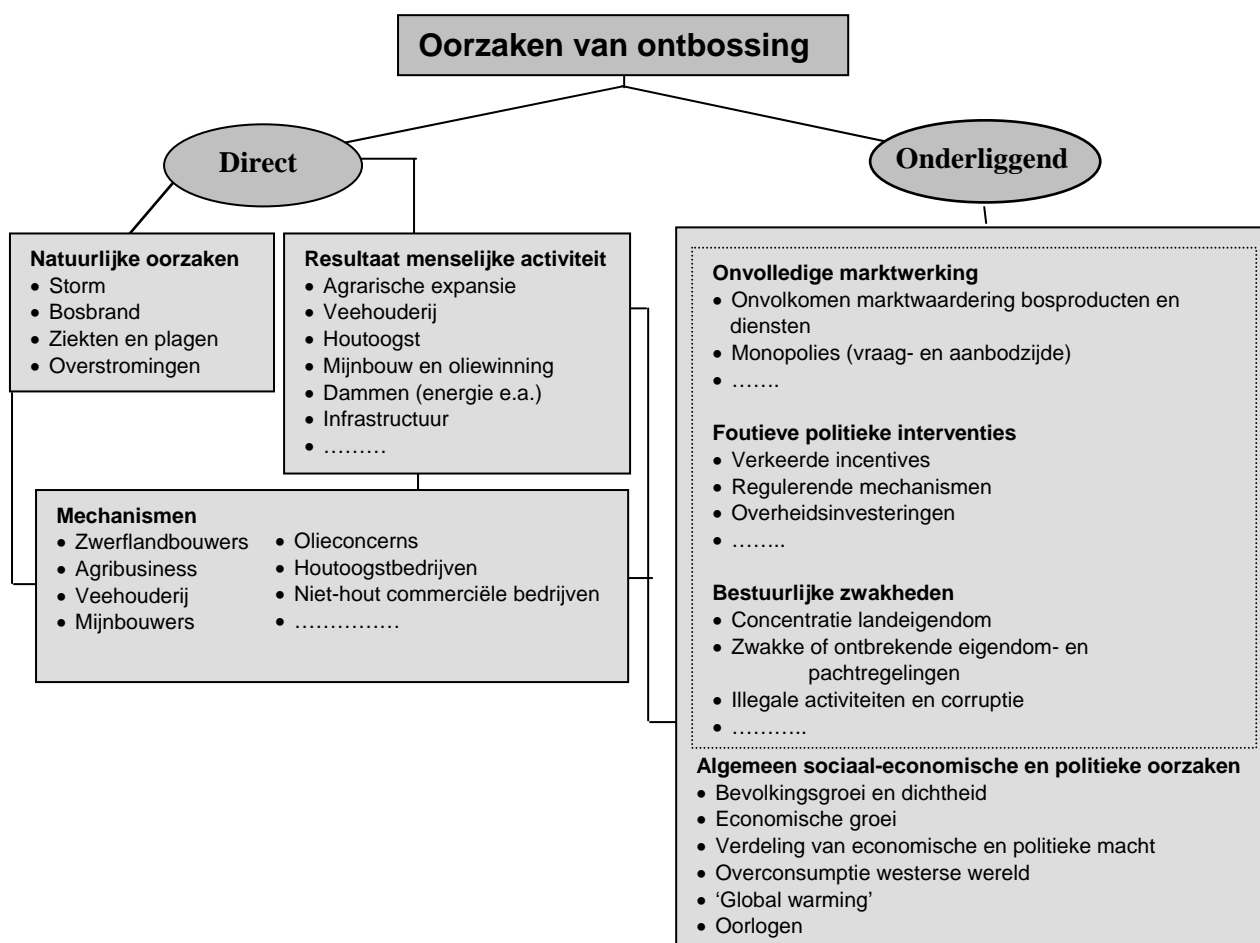 Oorzaken van ontbossing
Direct
Onderliggend
Natuurlijke oorzaken
• Storm
• Bosbrand
• Ziekten en plagen
• Overstromingen
Resultaat menselijke activiteit
• Agrarische expansie
• Veehouderij
• Houtoogst
• Mijnbouw en oliewinning
• Dammen (energie e.a.)
• Infrastructuur
• ………
Mechanismen
• Zwerflandbouwers
• Agribusiness
• Veehouderij
• Mijnbouwers
• Olieconcerns
• Houtoogstbedrijven
• Niet-hout commerciële bedrijven
• ……………
Onvolledige marktwerking
• Onvolkomen marktwaardering bosproducten en
diensten
• Monopolies (vraag- en aanbodzijde)
• …….
Foutieve politieke interventies
• Verkeerde incentives
• Regulerende mechanismen
• Overheidsinvesteringen
• ……..
Bestuurlijke zwakheden
• Concentratie landeigendom
• Zwakke of ontbrekende eigendom- en
pachtregelingen
• Illegale activiteiten en corruptie
• ………..
Algemeen sociaal-economische en politieke oorzaken
• Bevolkingsgroei en dichtheid
• Economische groei
• Verdeling van economische en politieke macht
• Overconsumptie westerse wereld
• ‘Global warming’
• Oorlogen